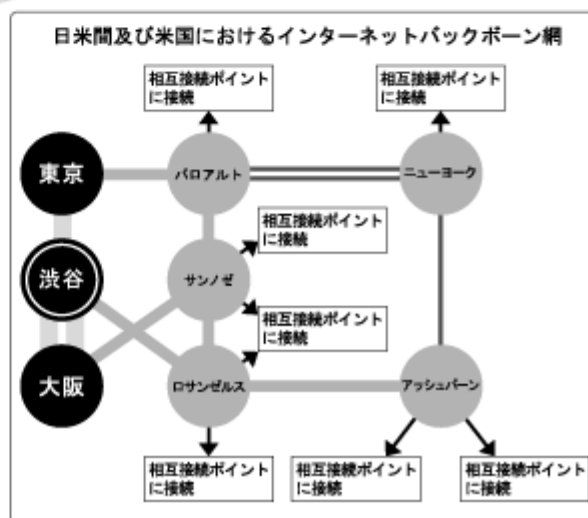 日米間及び米国におけるインターネットバックボーン網
相互接続ポイント
に接続
相互接続ポイント
に接続
東京
パロアルト
ニューヨーク
相互接続ポイント
に接続
渋谷
サンノゼ
相互接続ポイント
に接続
大阪
ロサンゼルス
アッシュバーン
相互接続ポイント
に接続
相互接続ポイント
に接続
相互接続ポイント
に接続